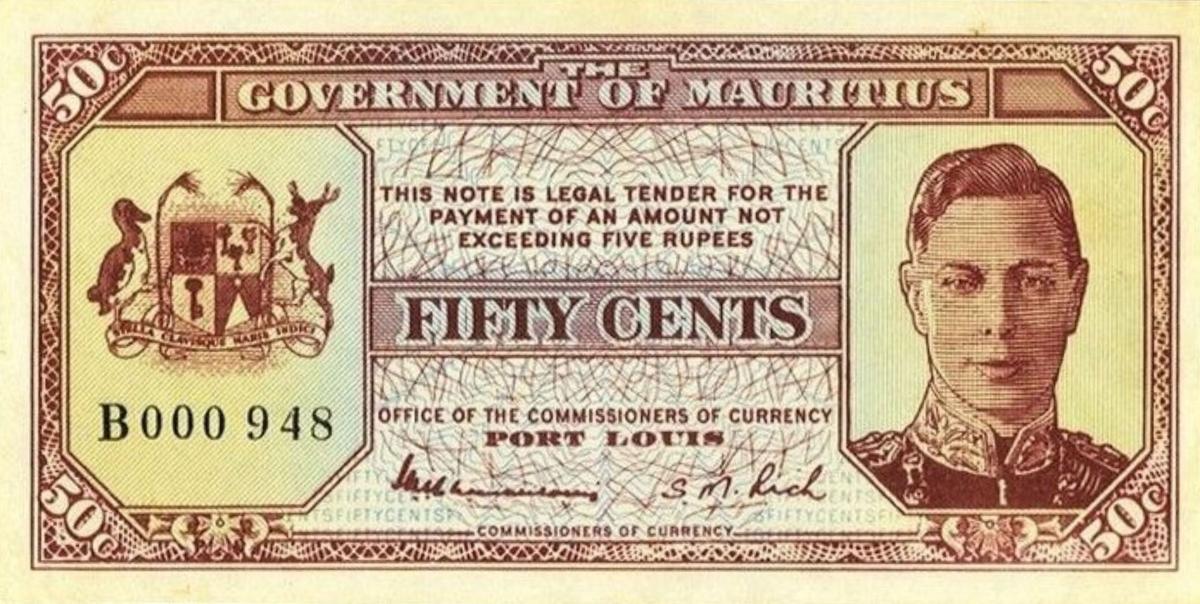 50c
50c
THE
GOVERNMENT OF MAURITIUS
THIS NOTE IS LEGAL TENDER FOR THE
PAYMENT OF AN AMOUNT NOT
EXCEEDING FIVE RUPEES
FIFTY CENTS
STELLA CLAVISQUE MARIS INDICI
B000 948
OFFICE OF THE COMMISSIONERS OF CURRENCY
PORT LOUIS
S. M. Rich
COMMISSIONERS OF CURRENCY
50c
50c